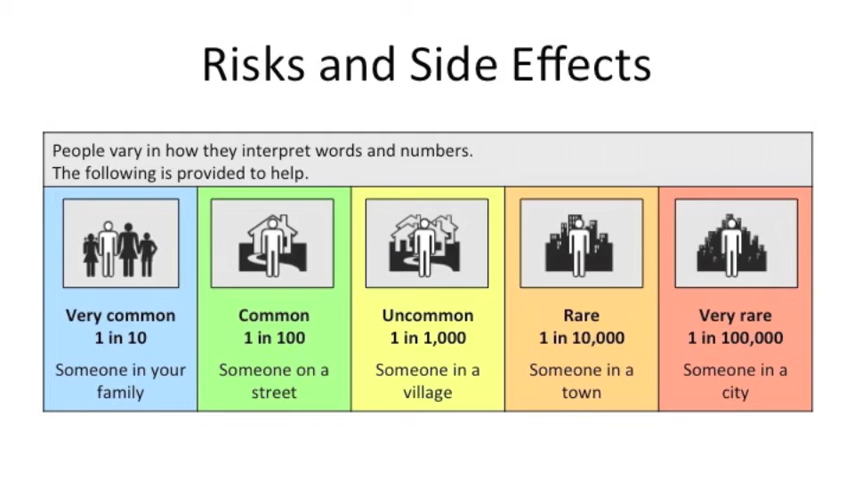 Risks and Side Effects
People vary in how they interpret words and numbers.
The following is provided to help.
Very common
1 in 10
Someone in your
family
Common
1 in 100
Someone on a
street
Uncommon
1 in 1,000
Someone in a
village
Rare
1 in 10,000
Someone in a
town
Very rare
1 in 100,000
Someone in a
city